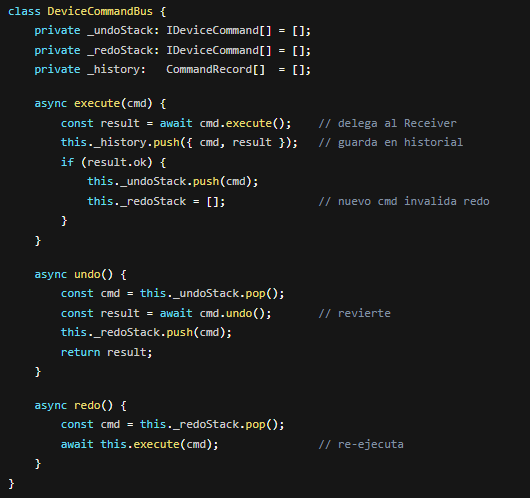 class DeviceCommandBus {
    private _undoStack: IDeviceCommand[] = [];
    private _redoStack: IDeviceCommand[] = [];
    private _history:   CommandRecord[]  = [];

    async execute(cmd) {
        const result = await cmd.execute();    // delega al Receiver
        this._history.push({ cmd, result });   // guarda en historial
        if (result.ok) {
            this._undoStack.push(cmd);
            this._redoStack = [];              // nuevo cmd invalida redo
        }
    }

    async undo() {
        const cmd = this._undoStack.pop();
        const result = await cmd.undo();       // revierte
        this._redoStack.push(cmd);
        return result;
    }

    async redo() {
        const cmd = this._redoStack.pop();
        await this.execute(cmd);               // re-ejecuta
    }
}